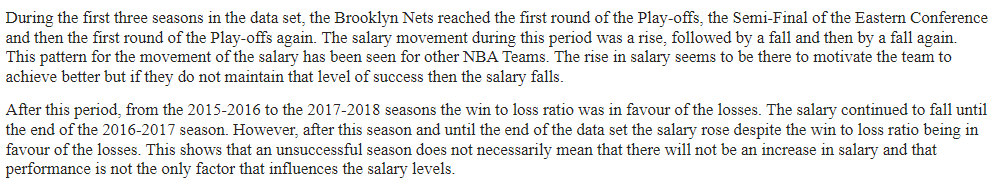 During the first three seasons in the data set, the Brooklyn Nets reached the first round of the Play-offs, the Semi-Final of the Eastern Conference
and then the first round of the Play-offs again. The salary movement during this period was a rise, followed by a fall and then by a fall again.
This pattern for the movement of the salary has been seen for other NBA Teams. The rise in salary seems to be there to motivate the team to
achieve better but if they do not maintain that level of success then the salary falls.
After this period, from the 2015-2016 to the 2017-2018 seasons the win to loss ratio was in favour of the losses. The salary continued to fall until
the end of the 2016-2017 season. However, after this season and until the end of the data set the salary rose despite the win to loss ratio being in
favour of the losses. This shows that an unsuccessful season does not necessarily mean that there will not be an increase in salary and that
performance is not the only factor that influences the salary levels.